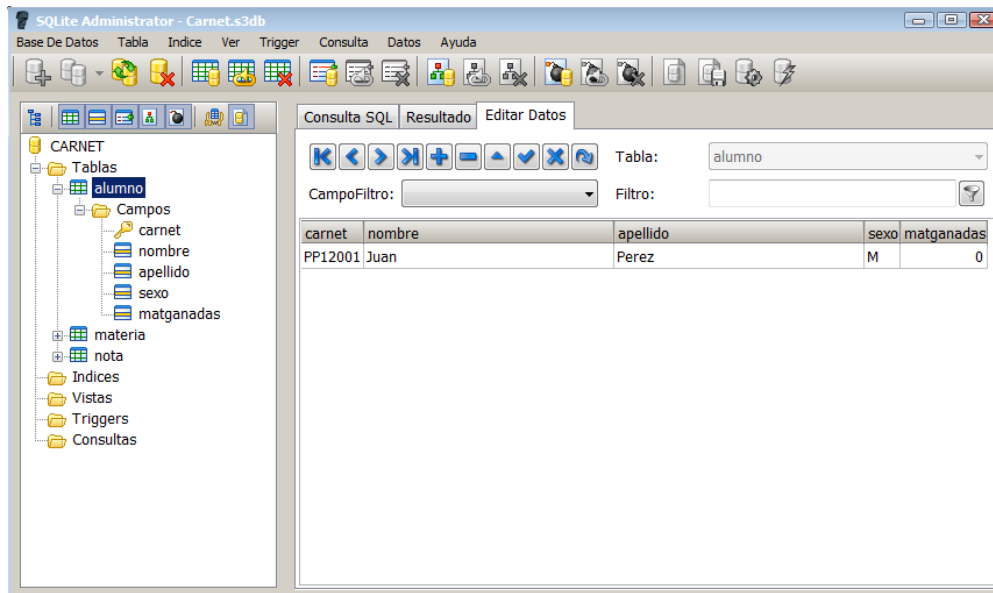 SQLite Administrator - Carnet.s3db
Base De Datos Tabla Indice Ver Trigger Consulta Datos Ayuda
Consulta SQL Resultado Editar Datos
CARNET
Tablas
alumno
Campos
carnet
nombre
apellido
sexo
matganadas
materia
nota
Indices
Vistas
Triggers
Consultas
Tabla: alumno
CampoFiltro: Filtro:
carnet nombre apellido sexo matganadas
PP12001 Juan Perez M 0